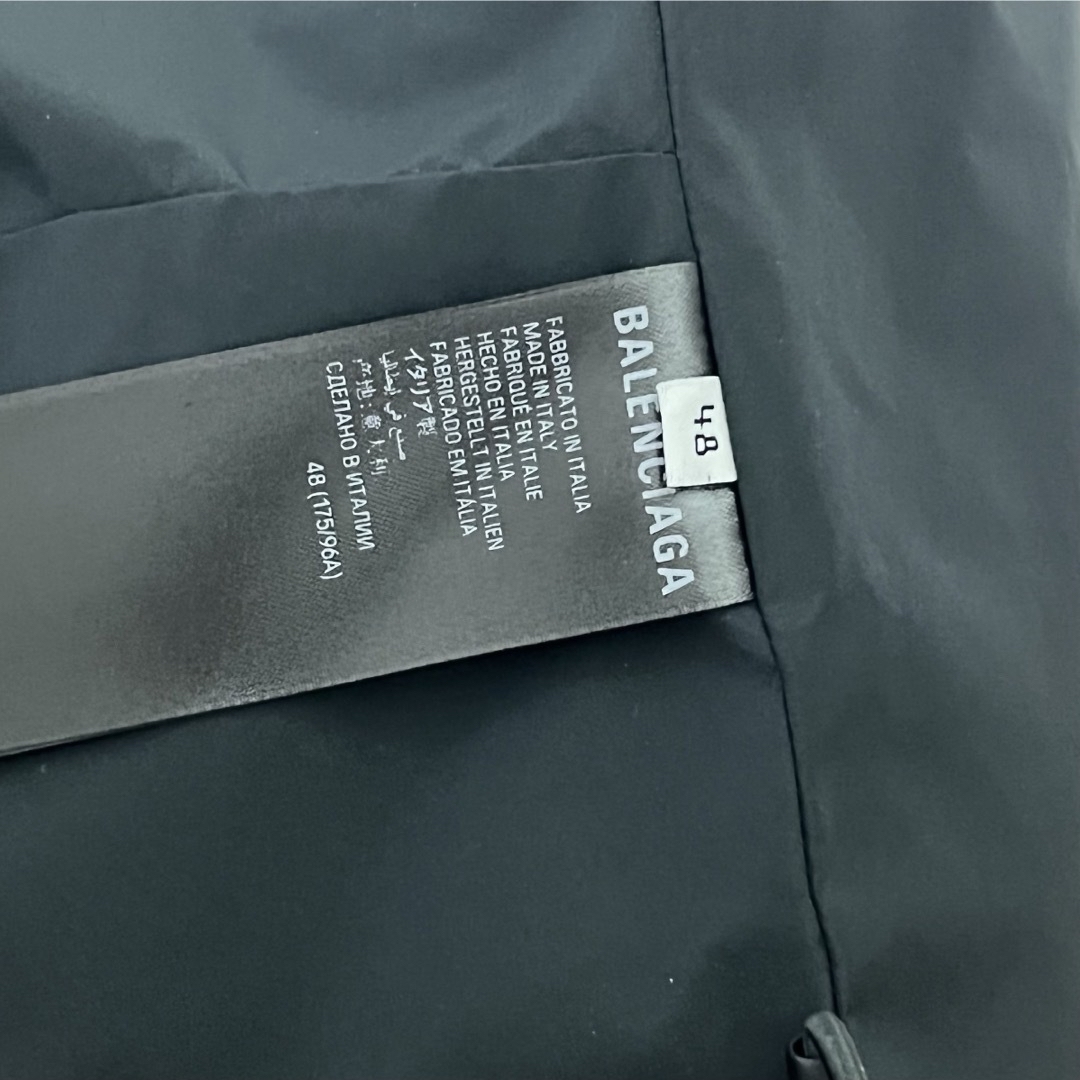 BALENCIAGA
48
FABBRICATO IN ITALIA
MADE IN ITALY
FABRIQUÉ EN ITALIE
HECHO EN ITALIA
HERGESTELLT IN ITALIEN
FABRICADO EM ITÁLIA
イタリア製
صنع في إيطاليا
产地：意大利
СДЕЛАНО В ИТАЛИИ
48 (175/96A)